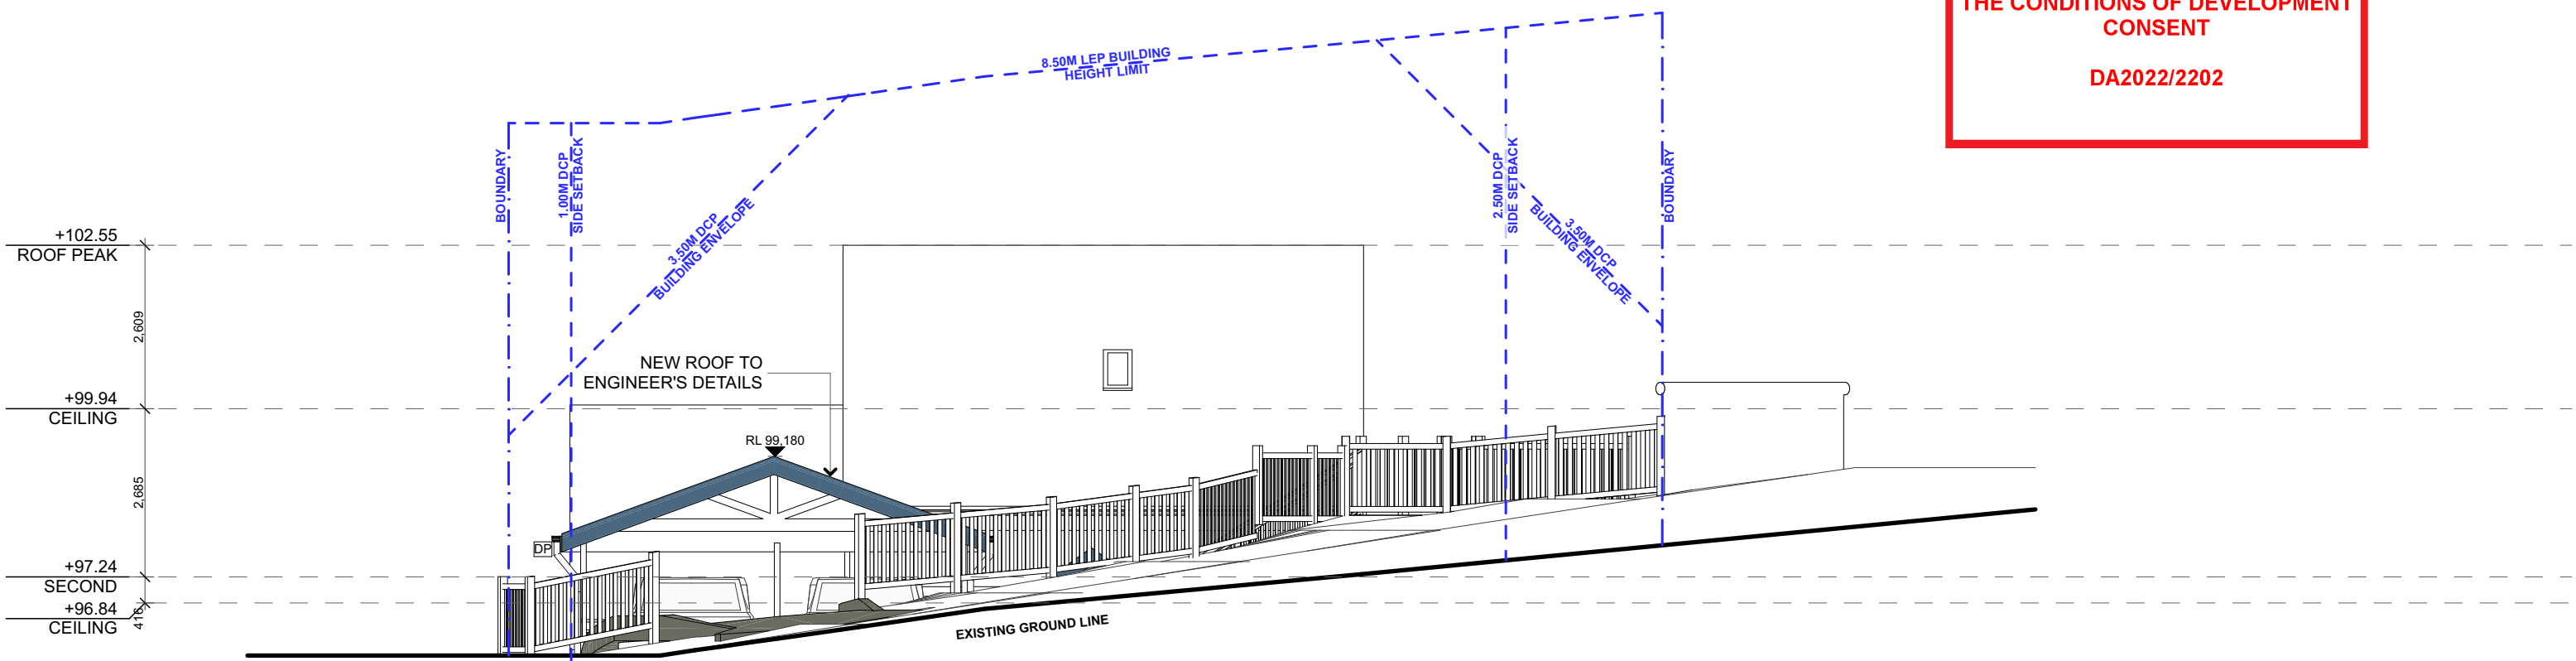 THE CONDITIONS OF DEVELOPMENT
CONSENT
DA2022/2202
8.50M LEP BUILDING
HEIGHT LIMIT
BOUNDARY
1.00M DCP
SIDE SETBACK
3.50M DCP
BUILDING ENVELOPE
2.50M DCP
SIDE SETBACK
3.50M DCP
BUILDING ENVELOPE
BOUNDARY
+102.55
ROOF PEAK
2,609
NEW ROOF TO
ENGINEER'S DETAILS
+99.94
CEILING
RL 99,180
2,685
DP
+97.24
SECOND
+96.84
CEILING
416
EXISTING GROUND LINE